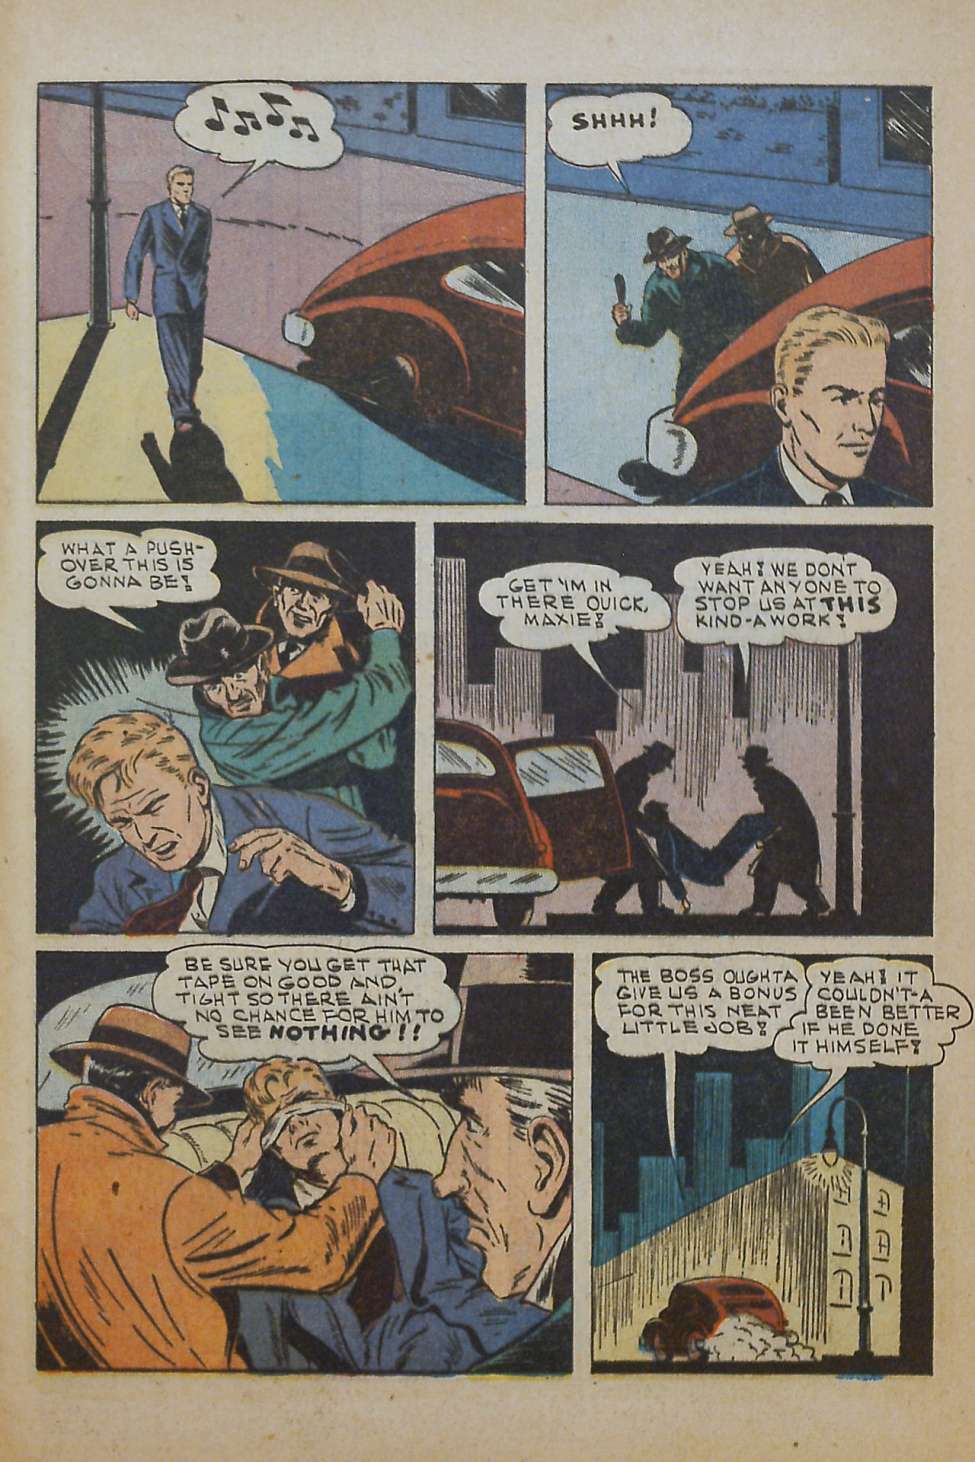 SHHH!
WHAT A PUSH-
OVER THIS IS
GONNA BE!
GET 'IM IN
THERE QUICK,
MAXIE!
YEAH! WE DON'T
WANT ANYONE TO
STOP US AT THIS
KIND-A WORK!
BE SURE YOU GET THAT
TAPE ON GOOD AND,
TIGHT SO THERE AIN'T
NO CHANCE FOR HIM TO
SEE NOTHING!!
THE BOSS OUGHTA
GIVE US A BONUS
FOR THIS NEAT
LITTLE JOB!
YEAH! IT
COULDN'T-A
BEEN BETTER
IF HE DONE
IT HIMSELF!